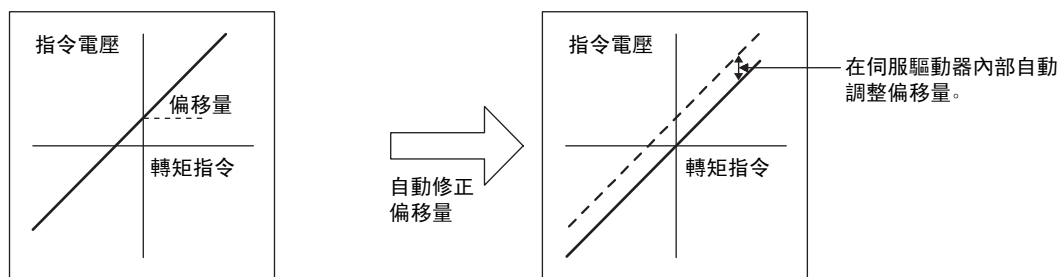 指令電壓
偏移量
轉矩指令
自動修正
偏移量
指令電壓
轉矩指令
在伺服驅動器內部自動
調整偏移量。